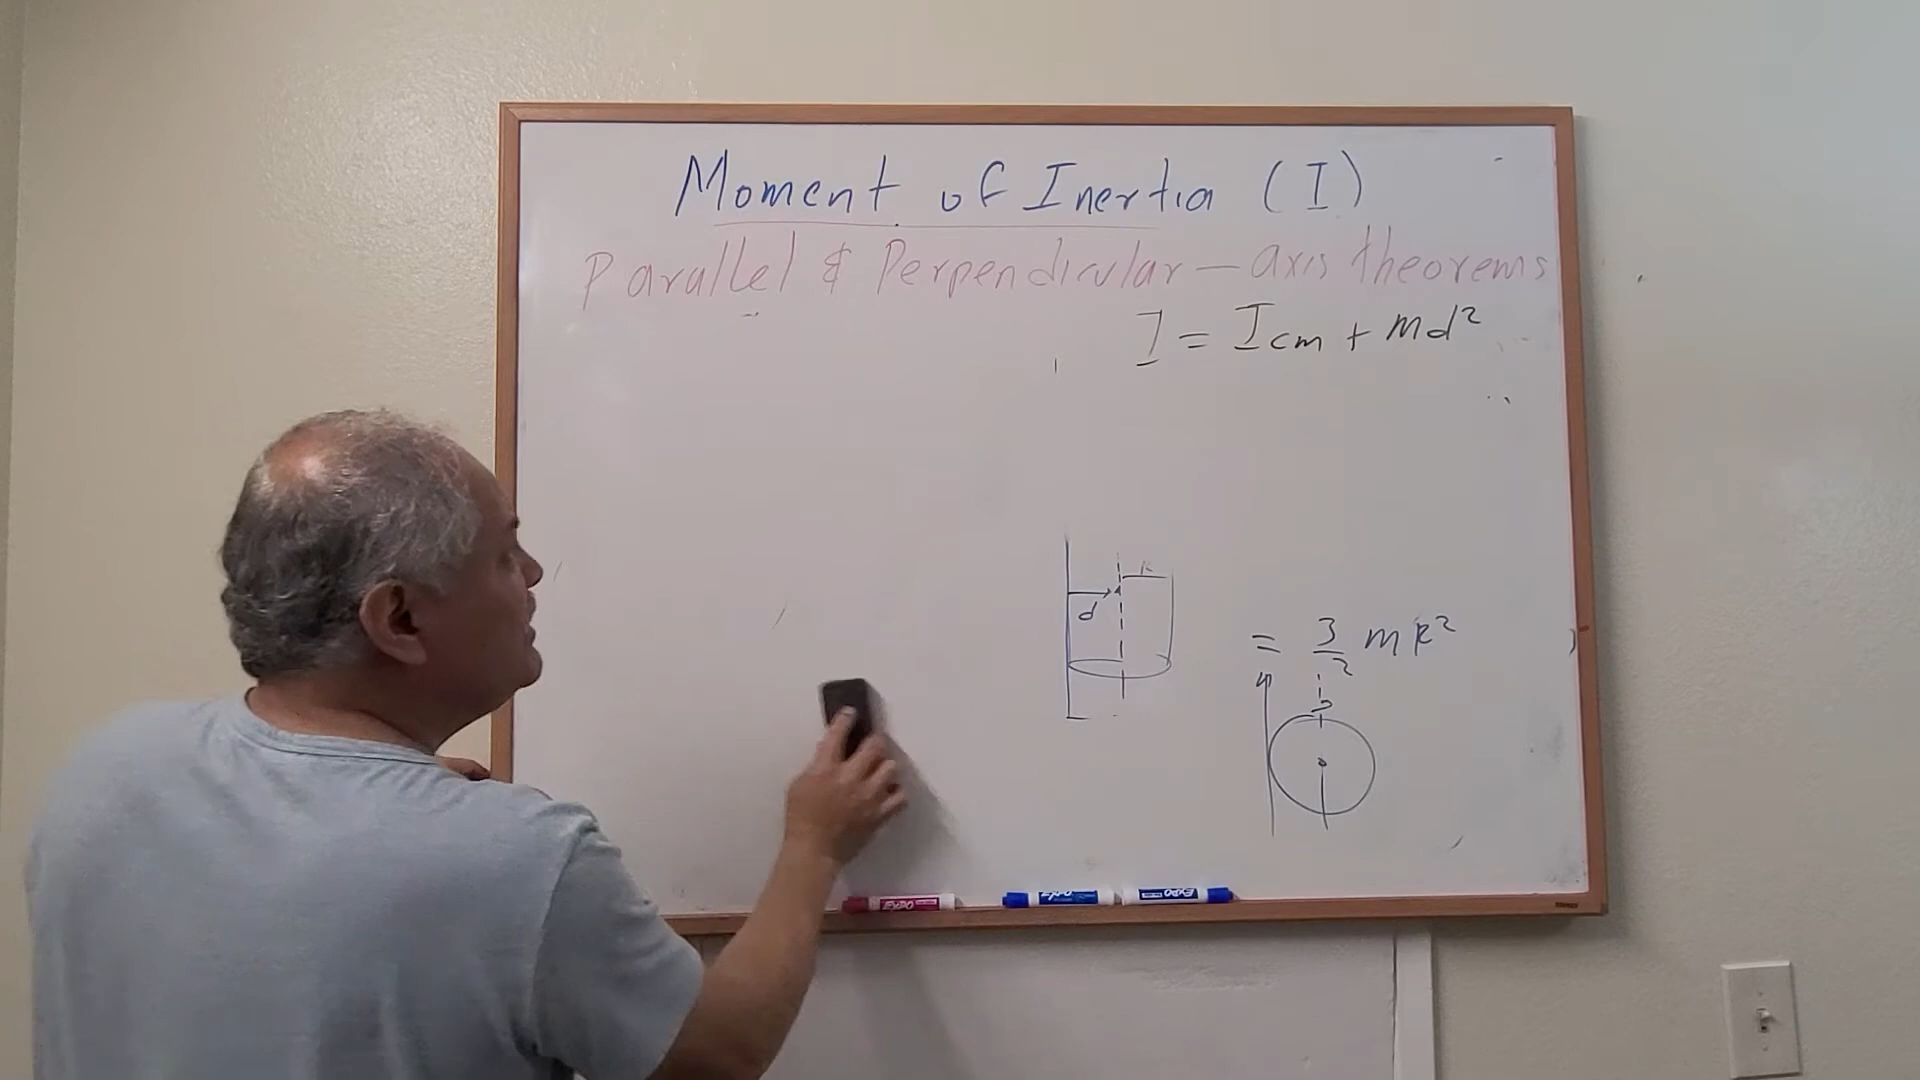 Moment of Inertia (I)
Parallel & Perpendicular - axis theorems
I = Icm + md²
R
d
= 3/2 mR²
EXPO
EXPO
EXPO